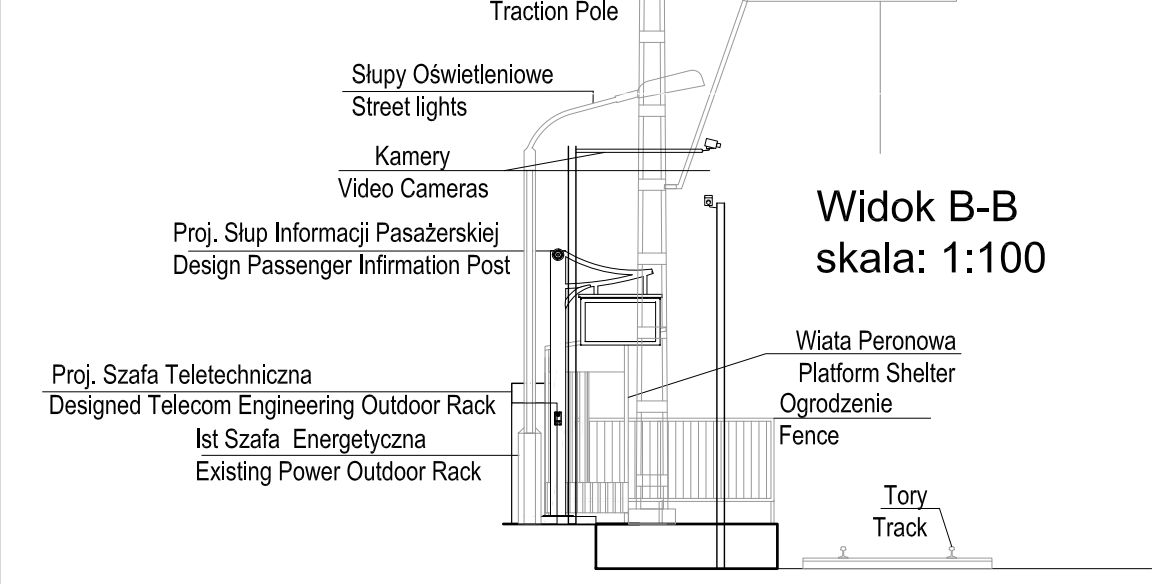 Traction Pole
Słupy Oświetleniowe
Street lights
Kamery
Video Cameras
Widok B-B
skala: 1:100
Proj. Słup Informacji Pasażerskiej
Design Passenger Infirmation Post
Wiata Peronowa
Platform Shelter
Proj. Szafa Teletechniczna
Designed Telecom Engineering Outdoor Rack
Ogrodzenie
Fence
Ist Szafa Energetyczna
Existing Power Outdoor Rack
Tory
Track